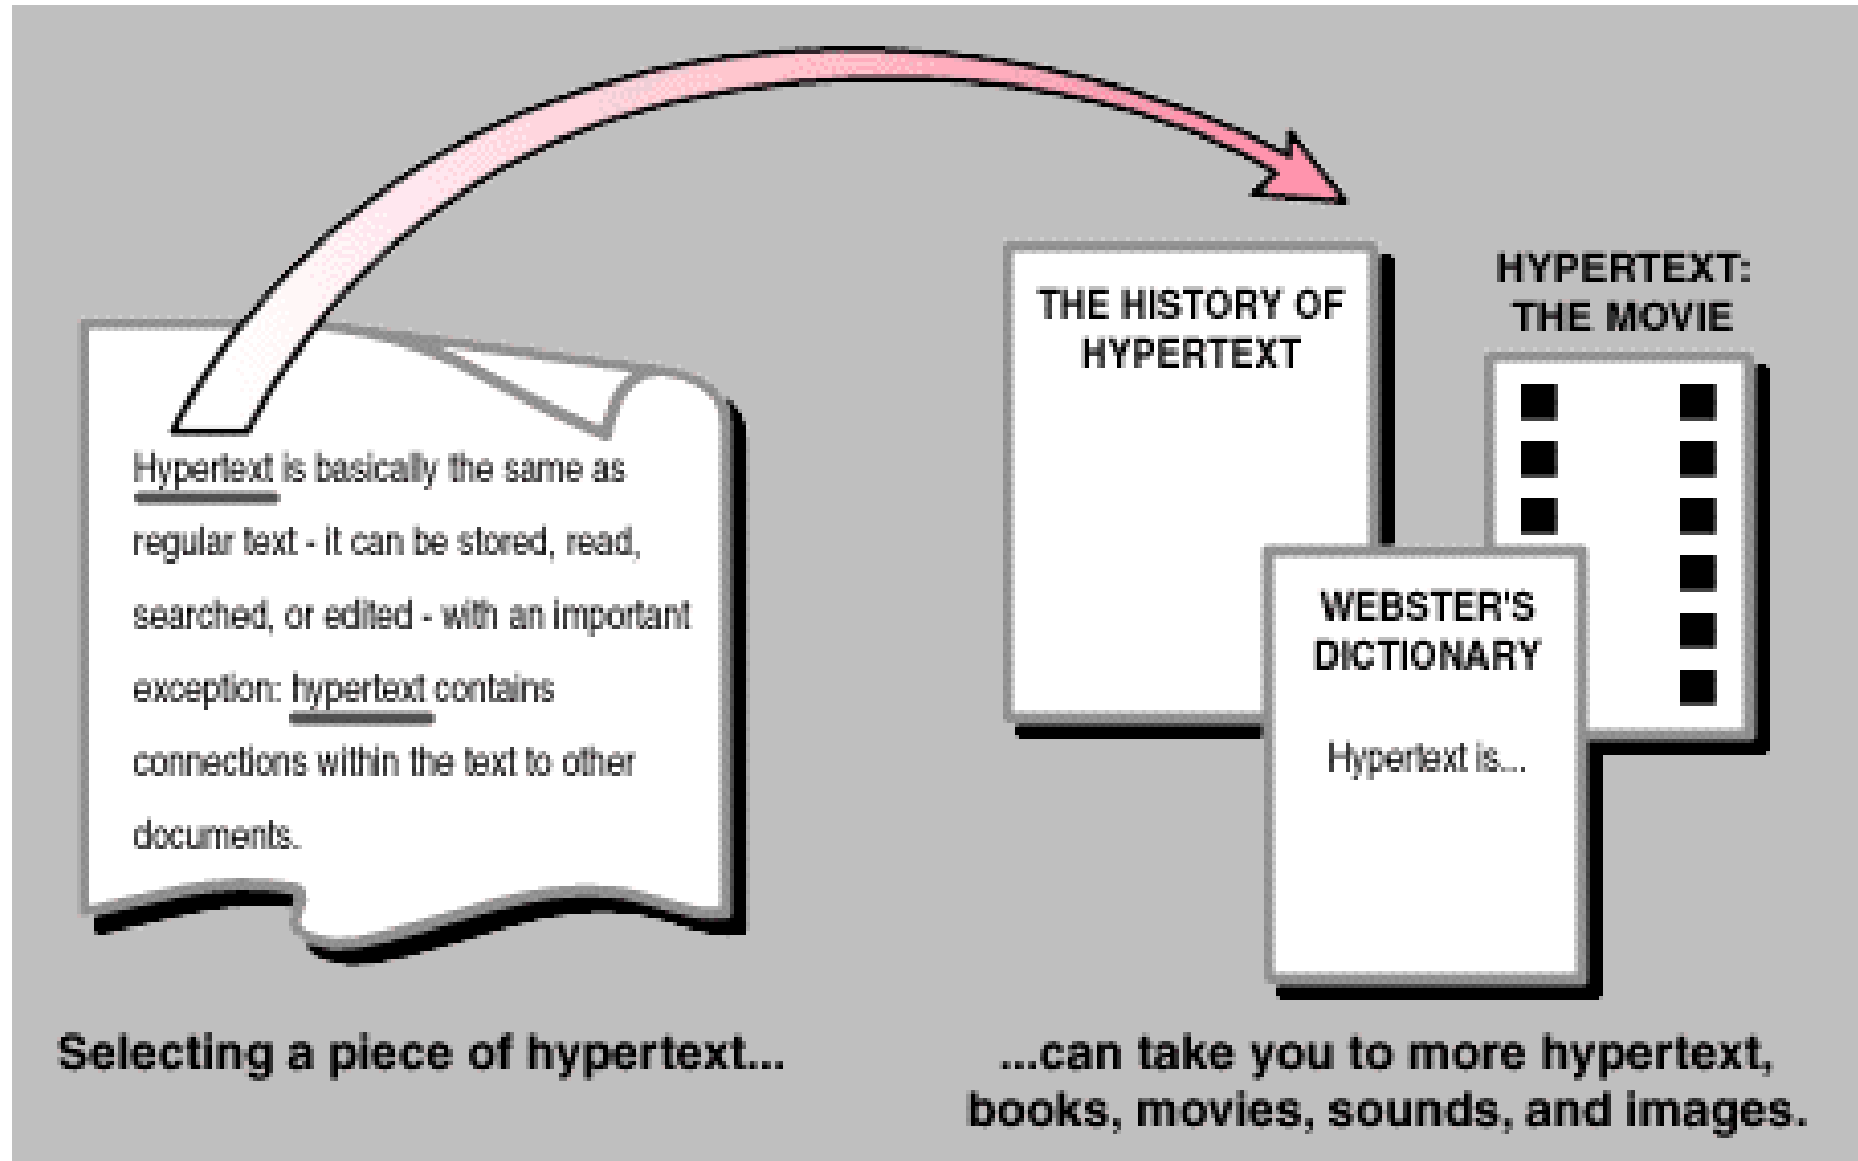 Hypertext is basically the same as
regular text - it can be stored, read,
searched, or edited - with an important
exception: hypertext contains
connections within the text to other
documents.
Selecting a piece of hypertext...
THE HISTORY OF
HYPERTEXT
HYPERTEXT:
THE MOVIE
WEBSTER'S
DICTIONARY
Hypertext is...
...can take you to more hypertext,
books, movies, sounds, and images.